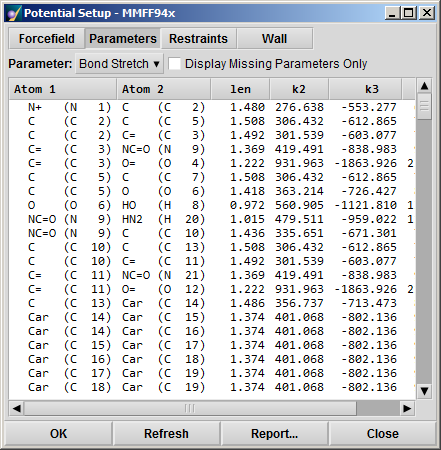 Potential Setup - MMFF94x
Forcefield Parameters Restraints Wall
Parameter: Bond Stretch Display Missing Parameters Only
Atom 1 Atom 2 len k2 k3
N+ (N 1) C (C 2) 1.480 276.638 -553.277
C (C 2) C (C 5) 1.508 306.432 -612.865
C (C 2) C= (C 3) 1.492 301.539 -603.077
C= (C 3) NC=O (N 9) 1.369 419.491 -838.983
C= (C 3) O= (O 4) 1.222 931.963 -1863.926 2
C (C 5) C (C 7) 1.508 306.432 -612.865
C (C 5) O (O 6) 1.418 363.214 -726.427
O (O 6) HO (H 8) 0.972 560.905 -1121.810 1
NC=O (N 9) HN2 (H 20) 1.015 479.511 -959.022 1
NC=O (N 9) C (C 10) 1.436 335.651 -671.301
C (C 10) C (C 13) 1.508 306.432 -612.865
C (C 10) C= (C 11) 1.492 301.539 -603.077
C= (C 11) NC=O (N 21) 1.369 419.491 -838.983
C= (C 11) O= (O 12) 1.222 931.963 -1863.926 2
C (C 13) Car (C 14) 1.486 356.737 -713.473
Car (C 14) Car (C 15) 1.374 401.068 -802.136
Car (C 14) Car (C 19) 1.374 401.068 -802.136
Car (C 15) Car (C 16) 1.374 401.068 -802.136
Car (C 16) Car (C 17) 1.374 401.068 -802.136
Car (C 17) Car (C 18) 1.374 401.068 -802.136
Car (C 18) Car (C 19) 1.374 401.068 -802.136
OK Refresh Report... Close